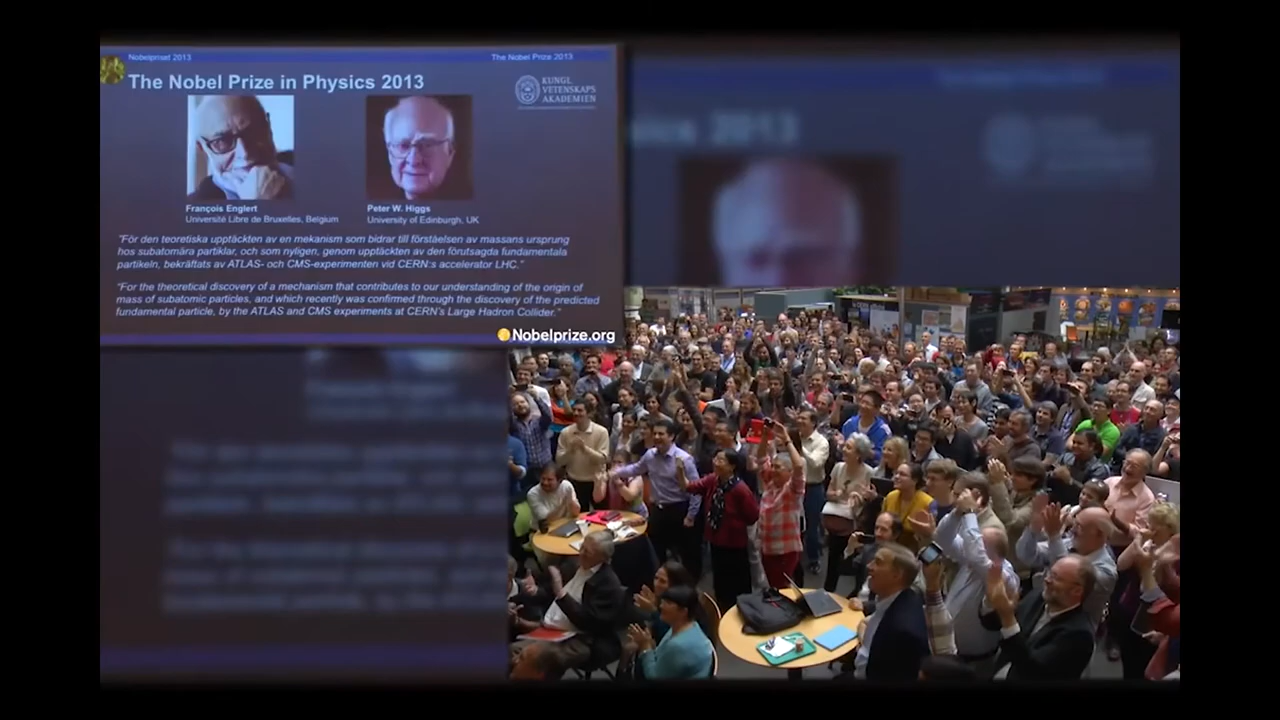 Nobelpriset 2013
The Nobel Prize 2013
The Nobel Prize in Physics 2013
KUNGL.
VETENSKAPS
AKADEMIEN
François Englert
Université Libre de Bruxelles, Belgium
Peter W. Higgs
University of Edinburgh, UK
"För den teoretiska upptäckten av en mekanism som bidrar till förståelsen av massans ursprung
hos subatomära partiklar, och som nyligen, genom upptäckten av den förutsagda fundamentala
partikeln, bekräftats av ATLAS- och CMS-experimenten vid CERN:s accelerator LHC."
"For the theoretical discovery of a mechanism that contributes to our understanding of the origin of
mass of subatomic particles, and which recently was confirmed through the discovery of the predicted
fundamental particle, by the ATLAS and CMS experiments at CERN's Large Hadron Collider."
Nobelprize.org
2013